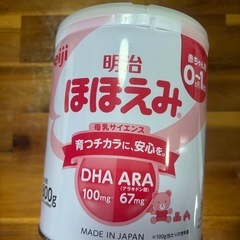 meiji
明治
ほほえみ®
赤ちゃん
0
母乳サイエンス
育つチカラに、安心を。
DHA ARA
(アラキドン酸)
100mg 67mg
00g
MADE IN JAPAN